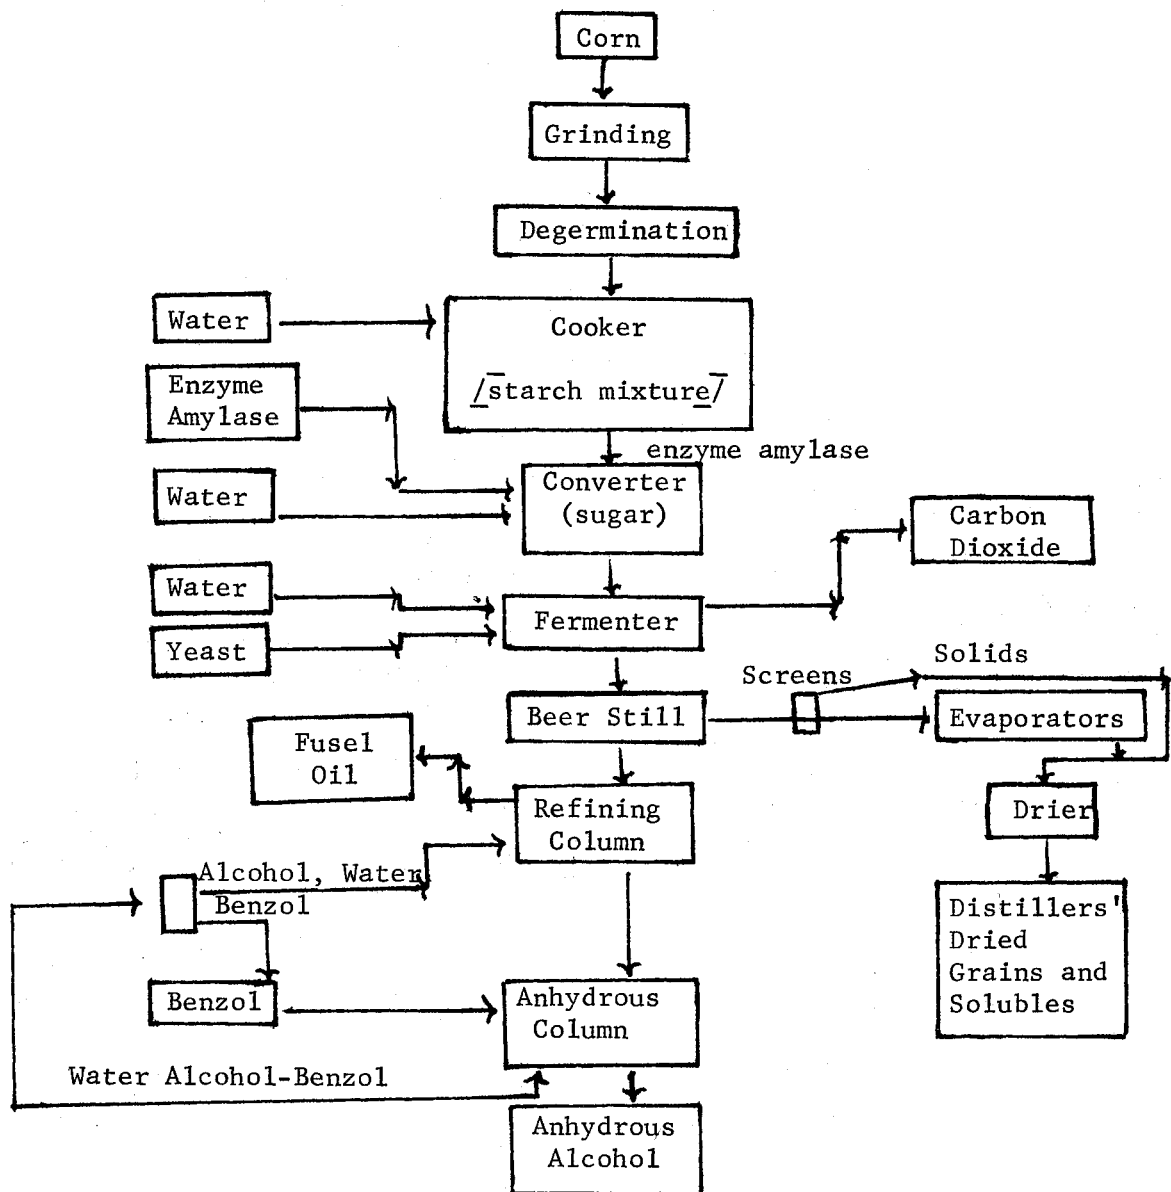 Corn
Grinding
Degermination
Water
Cooker
Enzyme
Amylase
/starch mixture/
enzyme amylase
Water
Converter
(sugar)
Carbon
Dioxide
Water
Fermenter
Yeast
Solids
Screens
Beer Still
Evaporators
Fusel
Oil
Refining
Column
Drier
Alcohol, Water
Benzol
Distillers'
Dried
Grains and
Solubles
Benzol
Anhydrous
Column
Water Alcohol-Benzol
Anhydrous
Alcohol